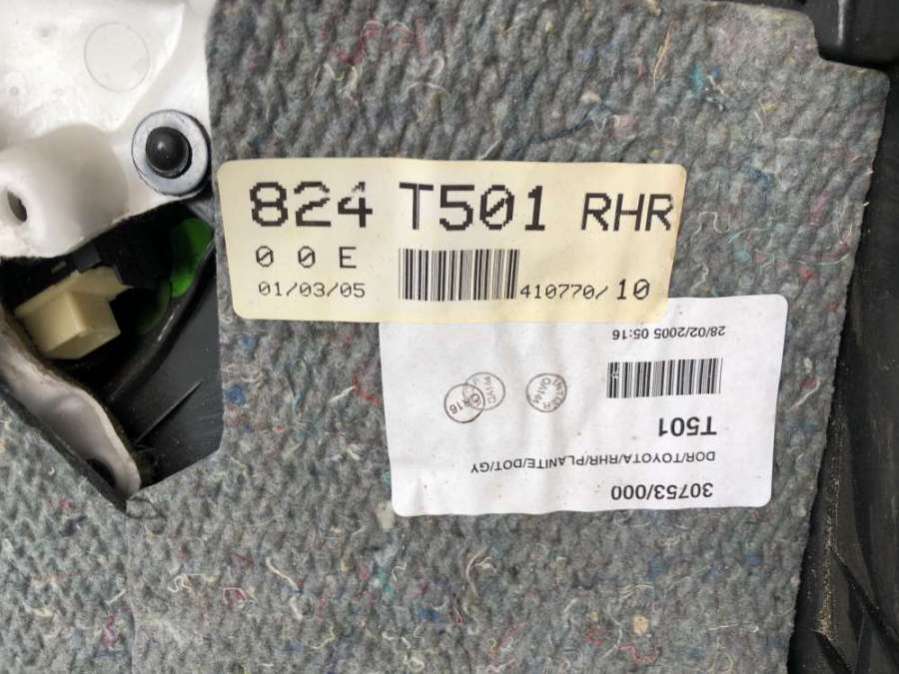 824 T501 RHR
0 0 E
01/03/05 410770/10
30753/000
DOR/TOYOTA/RHR/PLANITE/DOT/GY
T501
28/02/2005 05:16